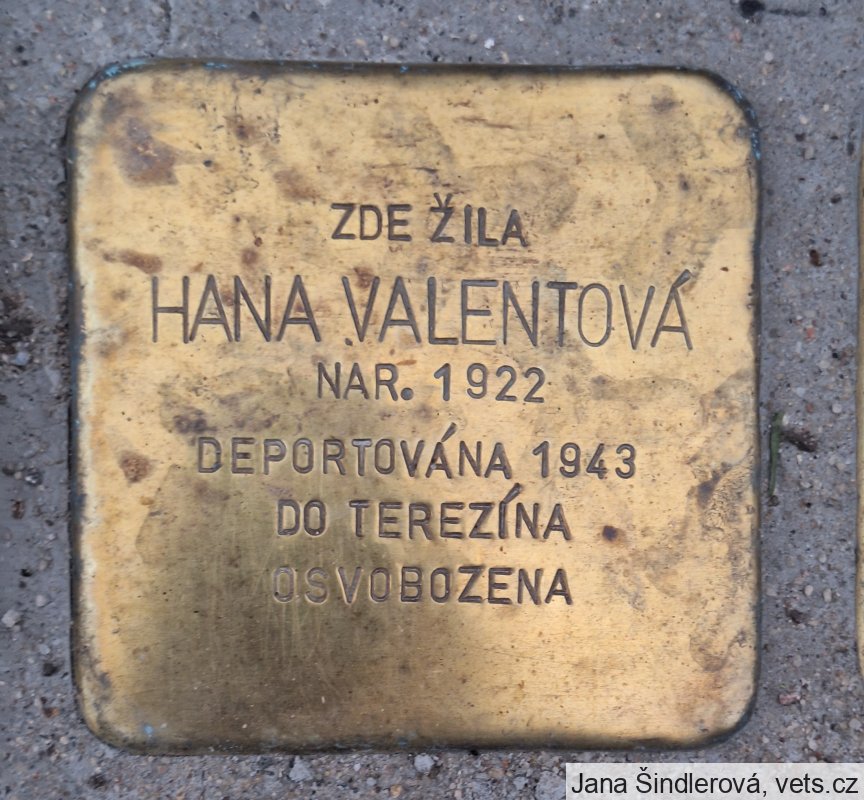 ZDE ŽILA
HANA VALENTOVÁ
NAR. 1922
DEPORTOVÁNA 1943
DO TEREZÍNA
OSVOBOZENA
Jana Šindlerová, vets.cz